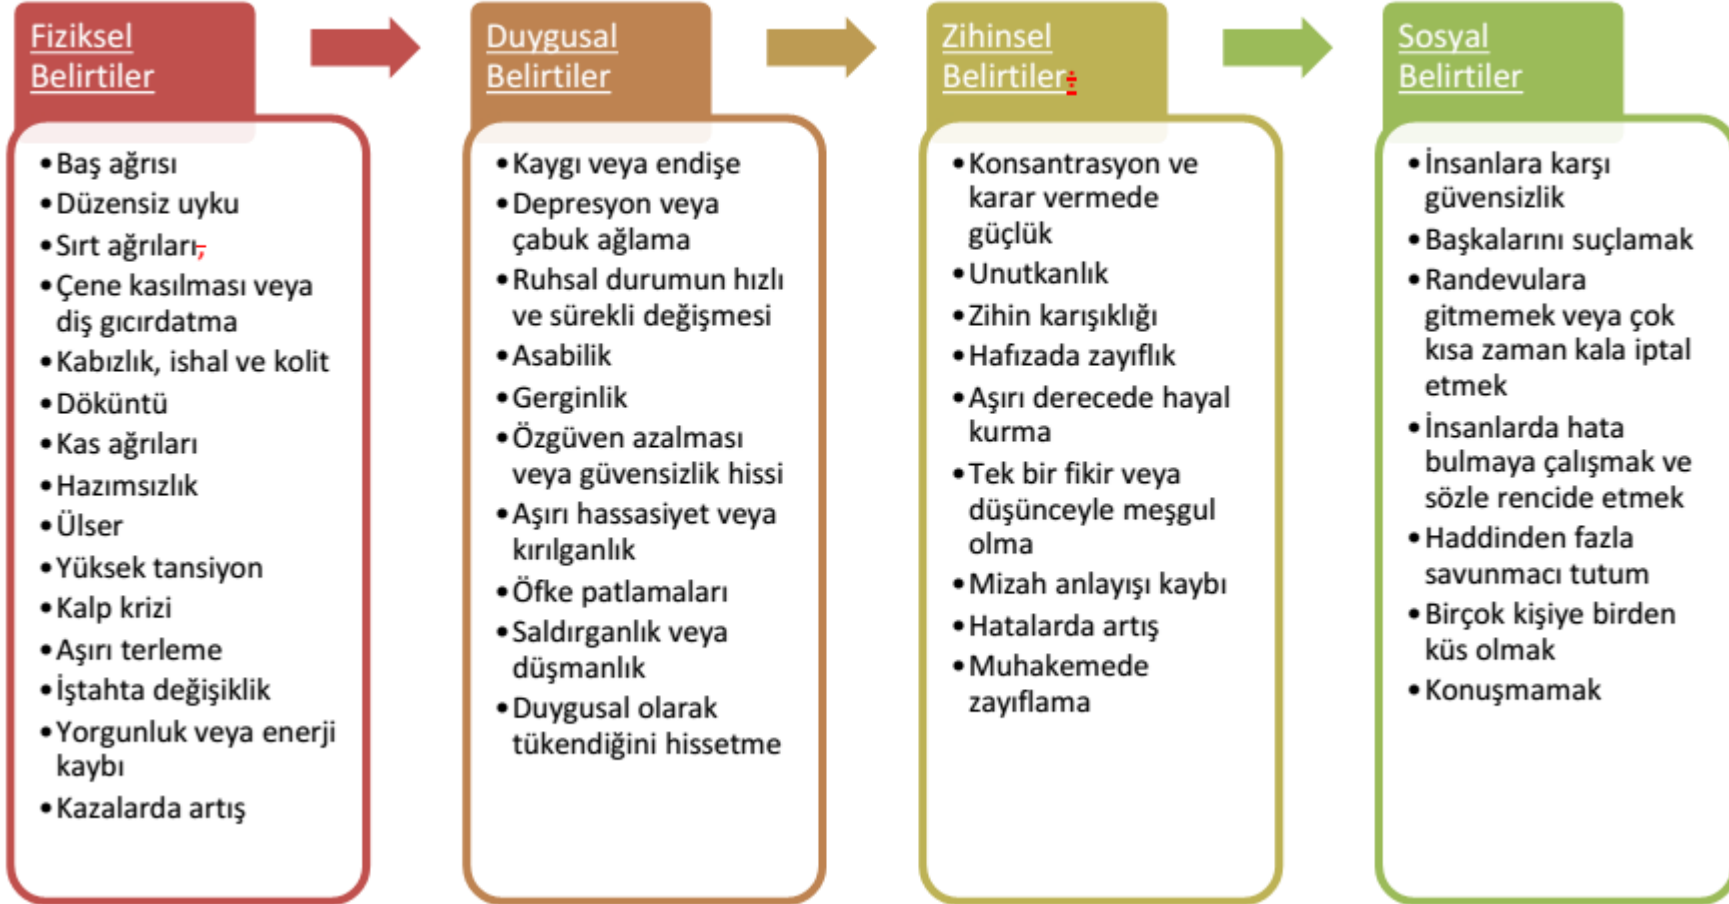 Fiziksel
Belirtiler
• Baş ağrısı
• Düzensiz uyku
• Sırt ağrıları,
• Çene kasılması veya
diş gıcırdatma
• Kabızlık, ishal ve kolit
• Döküntü
• Kas ağrıları
• Hazımsızlık
• Ülser
• Yüksek tansiyon
• Kalp krizi
• Aşırı terleme
• İştahta değişiklik
• Yorgunluk veya enerji
kaybı
• Kazalarda artış
Duygusal
Belirtiler
• Kaygı veya endişe
• Depresyon veya
çabuk ağlama
• Ruhsal durumun hızlı
ve sürekli değişmesi
• Asabilik
• Gerginlik
• Özgüven azalması
veya güvensizlik hissi
• Aşırı hassasiyet veya
kırılganlık
• Öfke patlamaları
• Saldırganlık veya
düşmanlık
• Duygusal olarak
tükendiğini hissetme
Zihinsel
Belirtiler:
• Konsantrasyon ve
karar vermede
güçlük
• Unutkanlık
• Zihin karışıklığı
• Hafızada zayıflık
• Aşırı derecede hayal
kurma
• Tek bir fikir veya
düşünceyle meşgul
olma
• Mizah anlayışı kaybı
• Hatalarda artış
• Muhakemede
zayıflama
Sosyal
Belirtiler
• İnsanlara karşı
güvensizlik
• Başkalarını suçlamak
• Randevulara
gitmemek veya çok
kısa zaman kala iptal
etmek
• İnsanlarda hata
bulmaya çalışmak ve
sözle rencide etmek
• Haddinden fazla
savunmacı tutum
• Birçok kişiye birden
küs olmak
• Konuşmamak